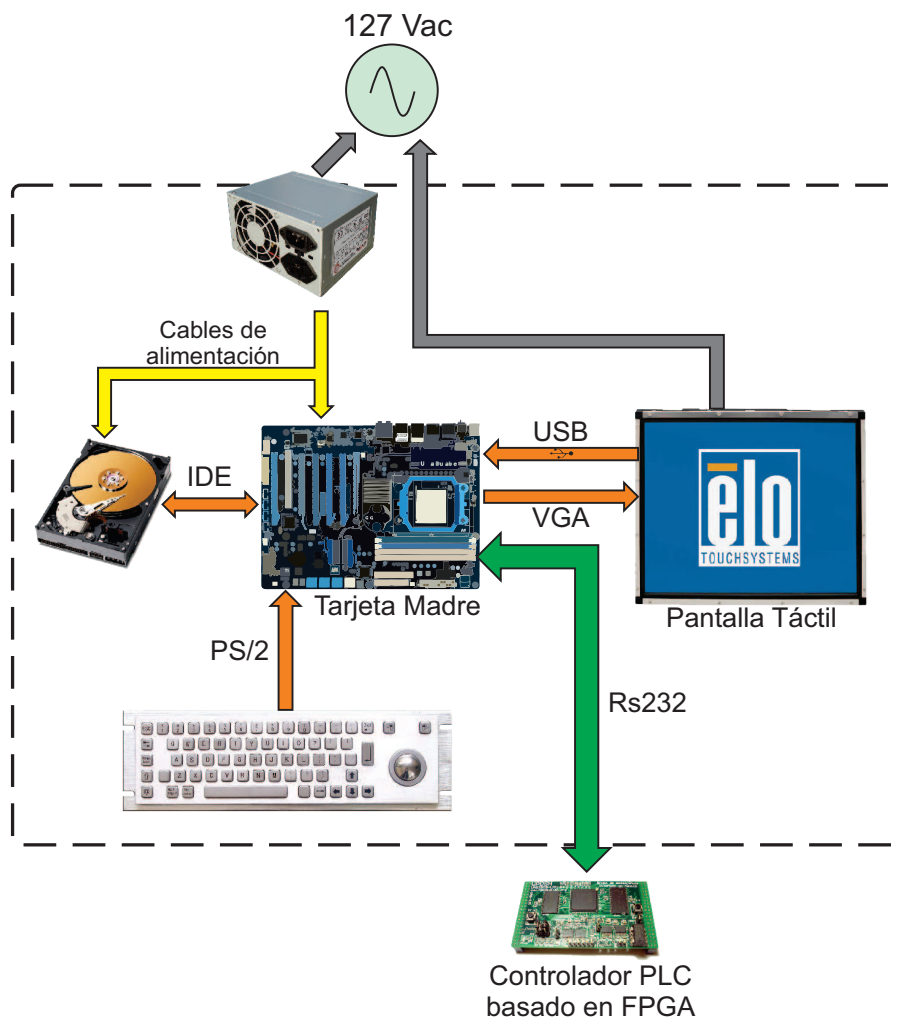 127 Vac
Cables de
alimentación
IDE
USB
VGA
elo
TOUCHSYSTEMS
Tarjeta Madre
Pantalla Táctil
PS/2
Rs232
Controlador PLC
basado en FPGA